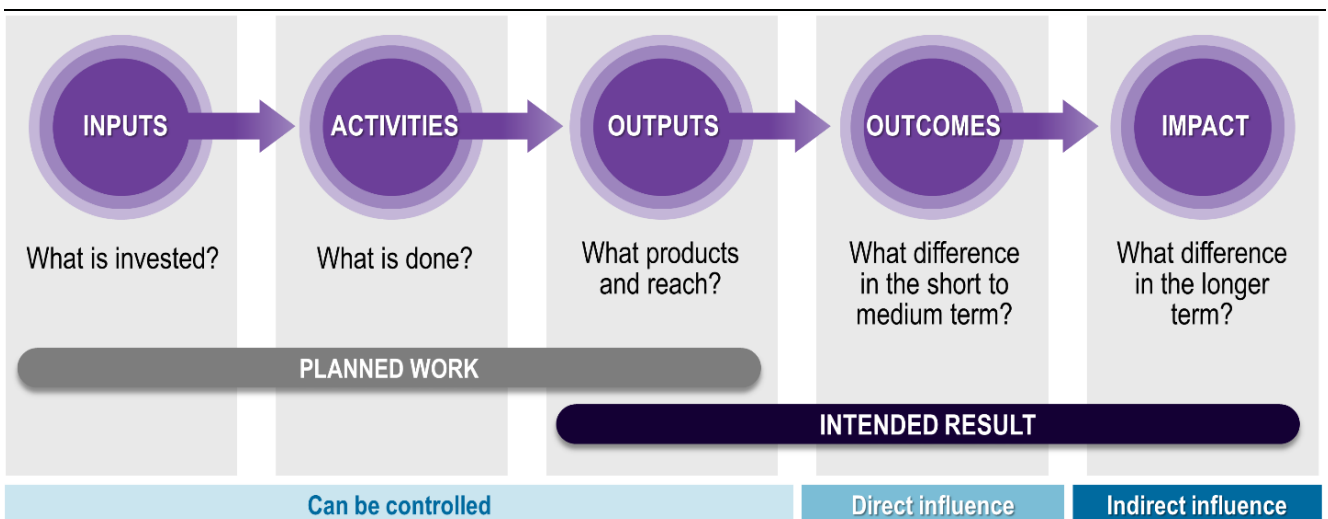 INPUTS
ACTIVITIES
OUTPUTS
OUTCOMES
IMPACT
What is invested?
What is done?
What products
and reach?
What difference
in the short to
medium term?
What difference
in the longer
term?
PLANNED WORK
INTENDED RESULT
Can be controlled
Direct influence
Indirect influence